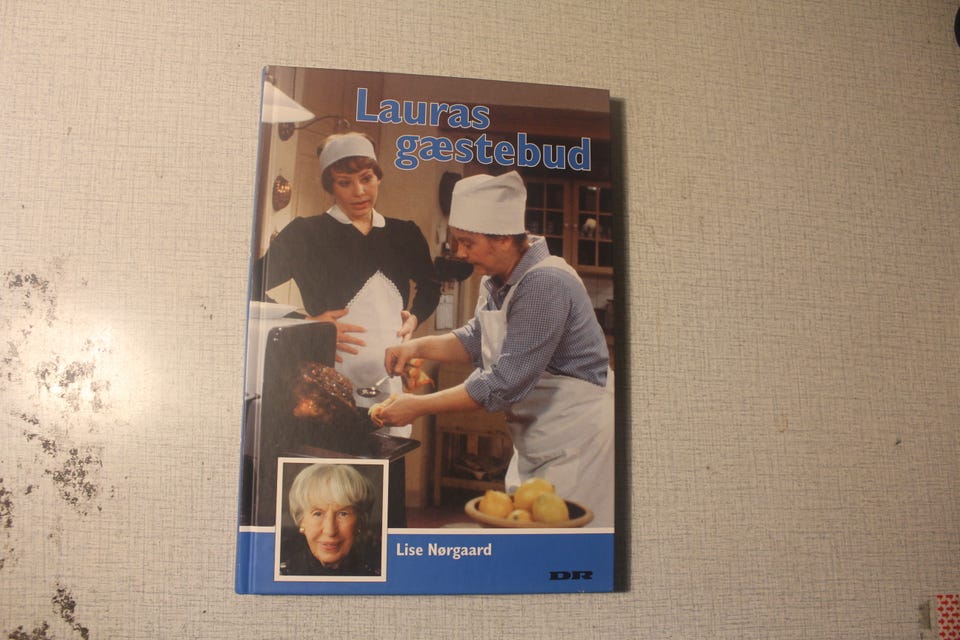 Lauras
gæstebud
Lise Nørgaard
DR